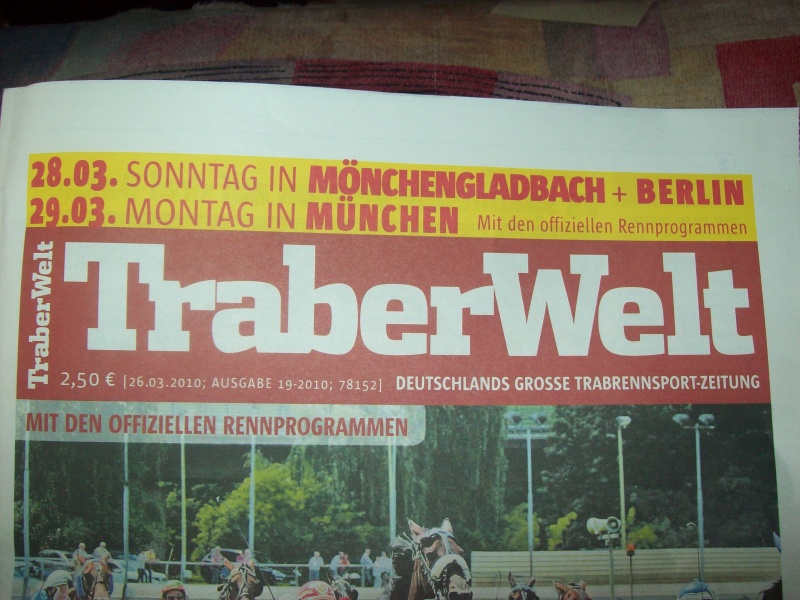 28.03. SONNTAG IN MÖNCHENGLADBACH + BERLIN
29.03. MONTAG IN MÜNCHEN Mit den offiziellen Rennprogrammen
TraberWelt
TraberWelt
2,50 € [26.03.2010; AUSGABE 19-2010; 78152] DEUTSCHLANDS GROSSE TRABRENNSPORT-ZEITUNG
MIT DEN OFFIZIELLEN RENNPROGRAMMEN